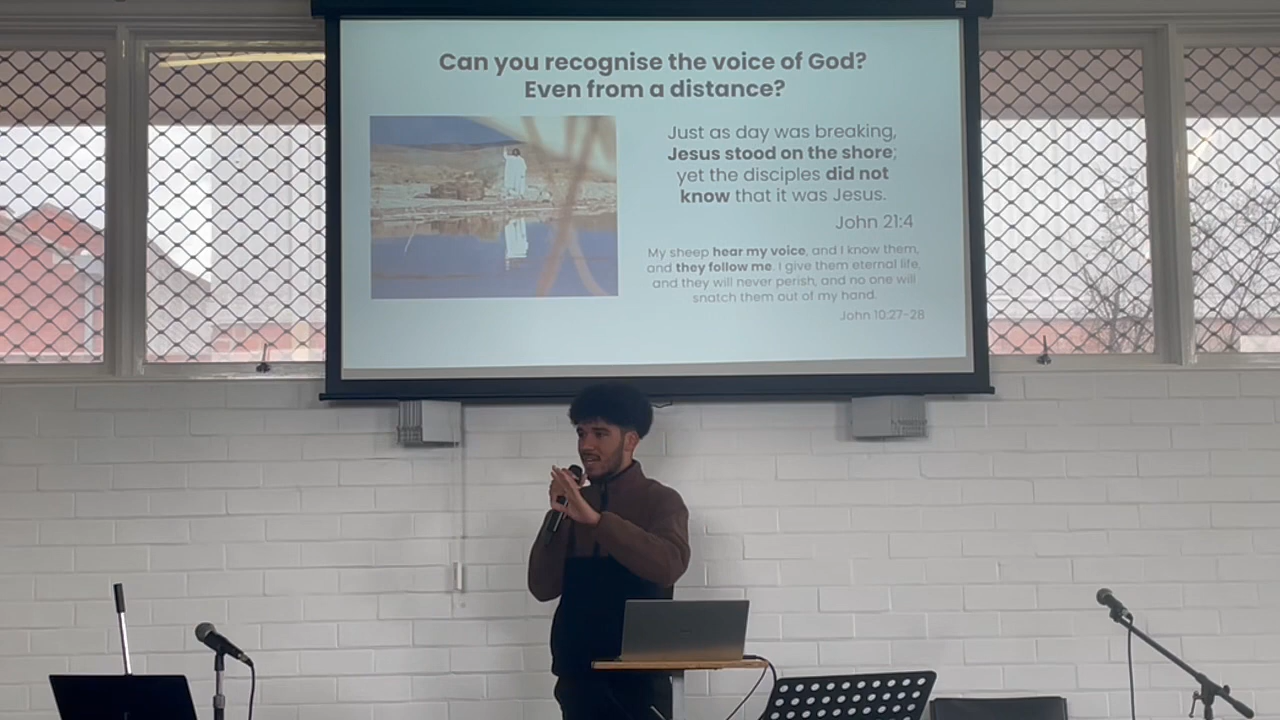 Can you recognise the voice of God?
Even from a distance?
Just as day was breaking,
Jesus stood on the shore;
yet the disciples did not
know that it was Jesus.
John 21:4
My sheep hear my voice, and I know them,
and they follow me. I give them eternal life,
and they will never perish, and no one will
snatch them out of my hand.
John 10:27-28